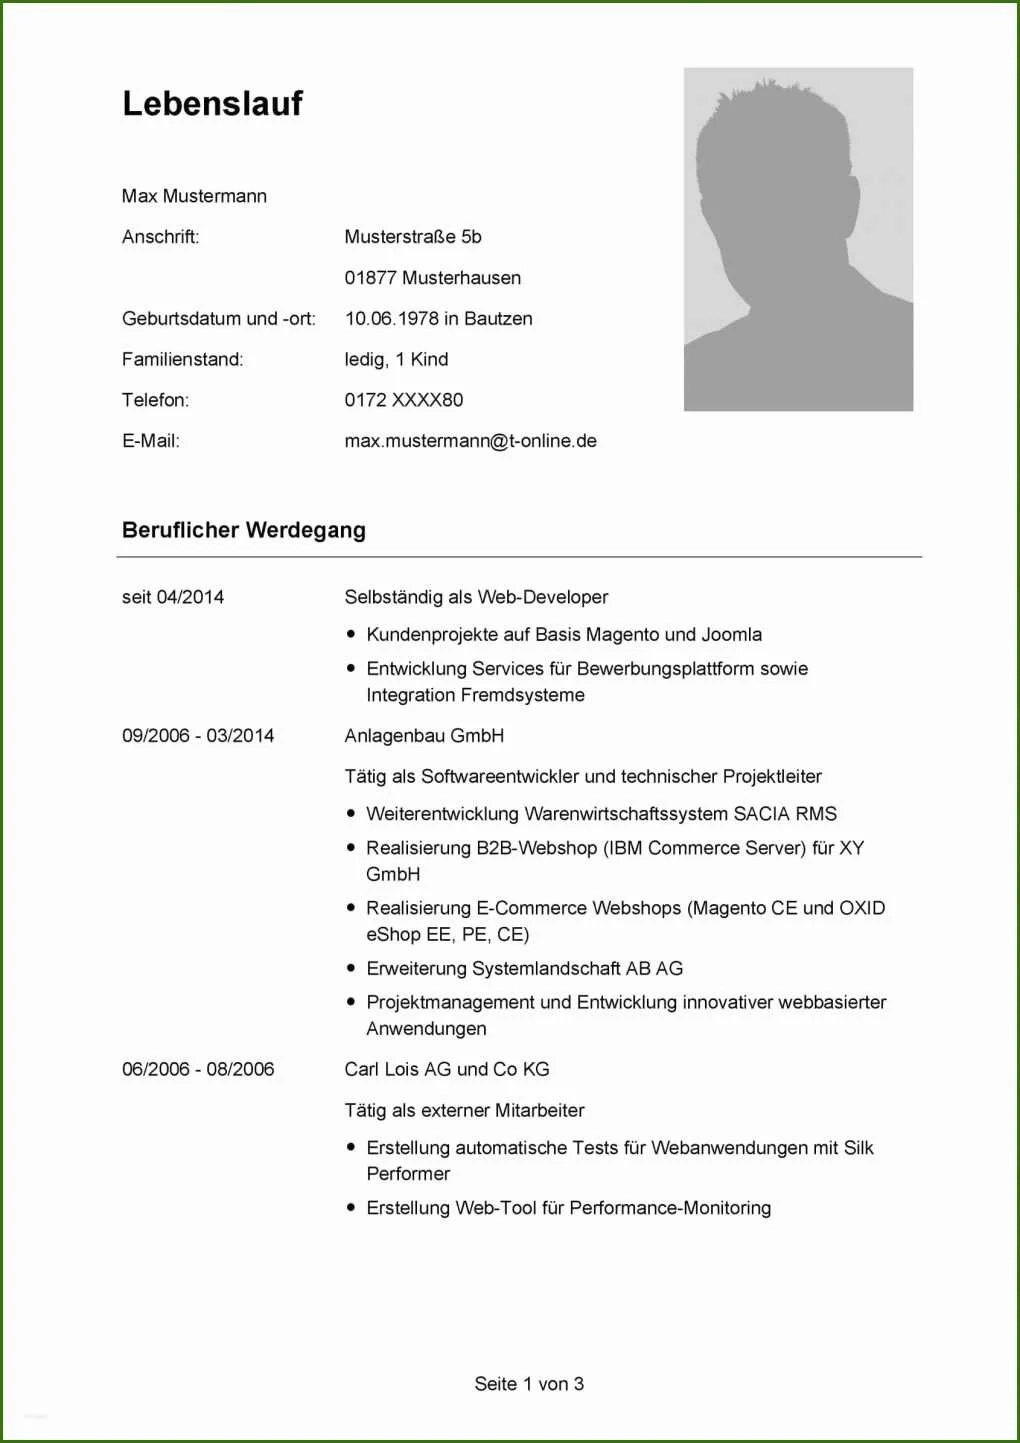 Lebenslauf
Max Mustermann
Anschrift: Musterstraße 5b
01877 Musterhausen
Geburtsdatum und -ort: 10.06.1978 in Bautzen
Familienstand: ledig, 1 Kind
Telefon: 0172 XXXX80
E-Mail: max.mustermann@t-online.de
Beruflicher Werdegang
seit 04/2014 Selbständig als Web-Developer
• Kundenprojekte auf Basis Magento und Joomla
• Entwicklung Services für Bewerbungsplattform sowie
Integration Fremdsysteme
09/2006 - 03/2014 Anlagenbau GmbH
Tätig als Softwareentwickler und technischer Projektleiter
• Weiterentwicklung Warenwirtschaftssystem SACIA RMS
• Realisierung B2B-Webshop (IBM Commerce Server) für XY
GmbH
• Realisierung E-Commerce Webshops (Magento CE und OXID
eShop EE, PE, CE)
• Erweiterung Systemlandschaft AB AG
• Projektmanagement und Entwicklung innovativer webbasierter
Anwendungen
06/2006 - 08/2006 Carl Lois AG und Co KG
Tätig als externer Mitarbeiter
• Erstellung automatische Tests für Webanwendungen mit Silk
Performer
• Erstellung Web-Tool für Performance-Monitoring
Seite 1 von 3